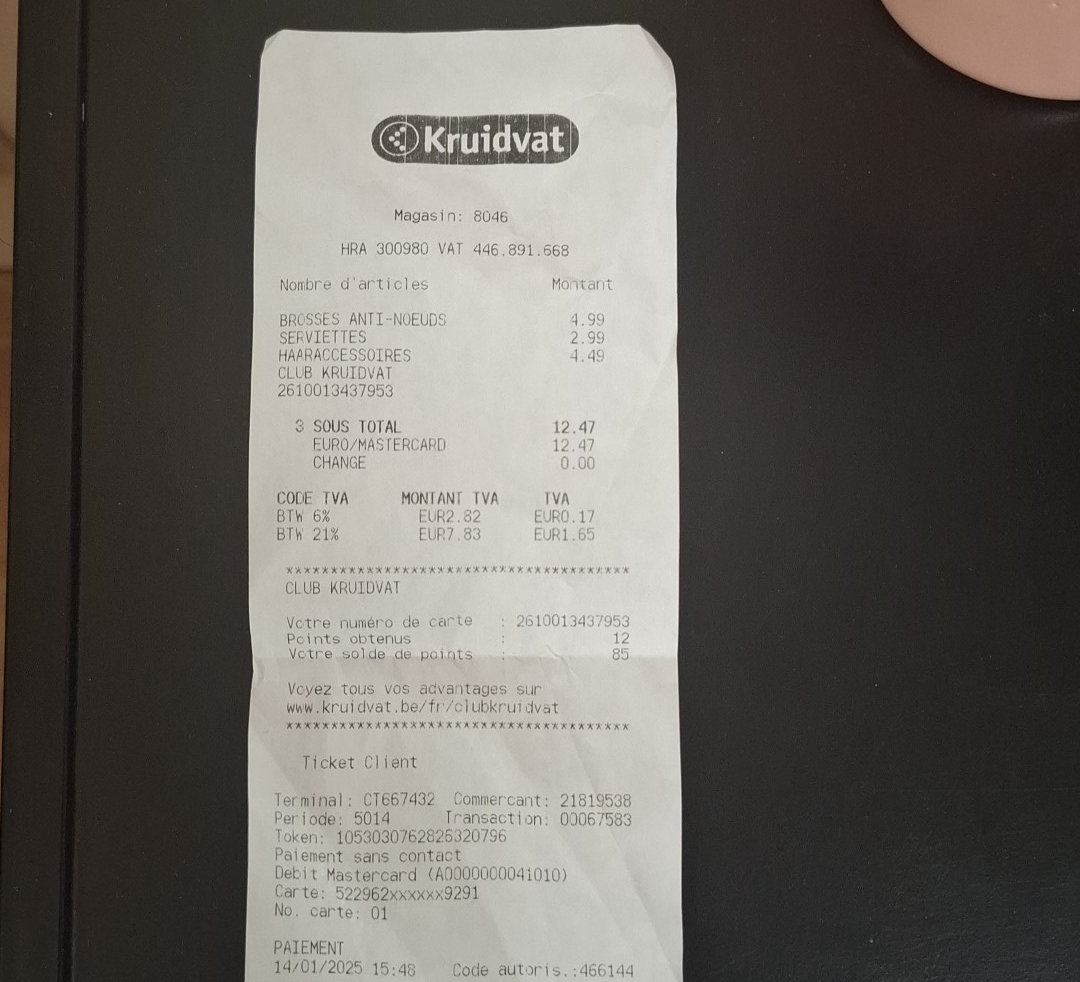 Kruidvat
Magasin: 8046
HRA 300980 VAT 446.891.668
Nombre d'articles Montant
BROSSES ANTI-NOEUDS 4.99
SERVIETTES 2.99
HAARACCESSOIRES 4.49
CLUB KRUIDVAT
2610013437953
3 SOUS TOTAL 12.47
EURO/MASTERCARD 12.47
CHANGE 0.00
CODE TVA MONTANT TVA TVA
BTW 6% EUR2.82 EUR0.17
BTW 21% EUR7.83 EUR1.65
***************************************
CLUB KRUIDVAT
Votre numéro de carte : 2610013437953
Points obtenus : 12
Votre solde de points : 85
Voyez tous vos advantages sur
www.kruidvat.be/fr/clubkruidvat
***************************************
Ticket Client
Terminal: CT667432 Commercant: 21819538
Periode: 5014 Transaction: 00067583
Token: 1053030762826320796
Paiement sans contact
Debit Mastercard (A0000000041010)
Carte: 522962xxxxxx9291
No. carte: 01
PAIEMENT
14/01/2025 15:48 Code autoris.:466144